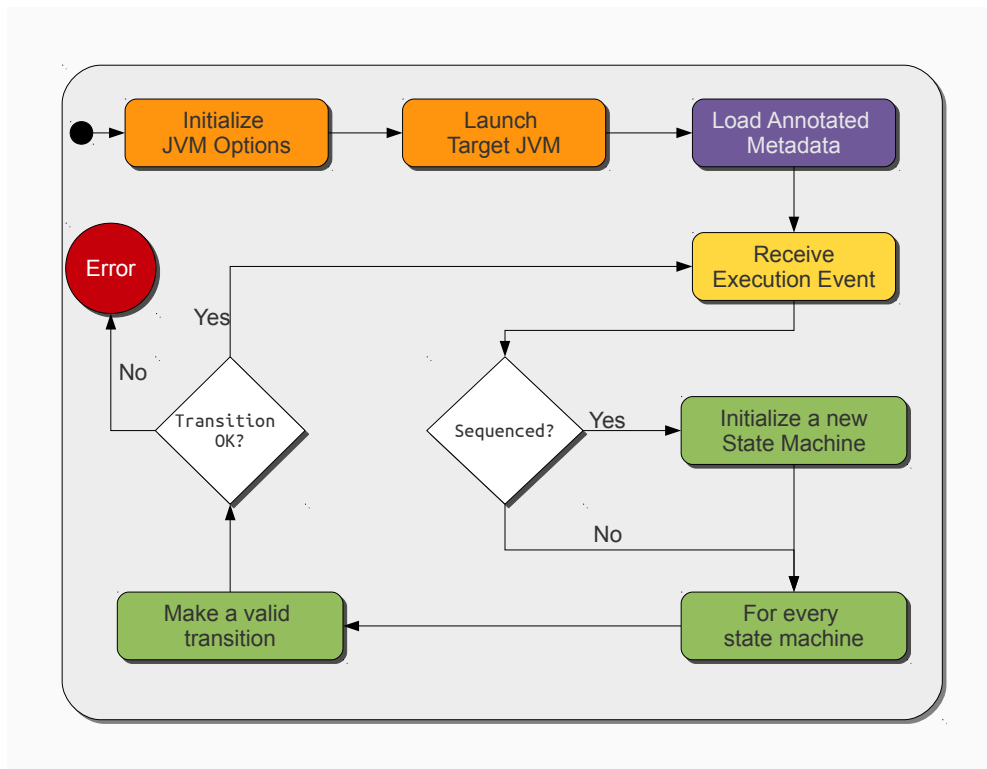 Initialize
JVM Options
Launch
Target JVM
Load Annotated
Metadata
Error
Receive
Execution Event
Yes
No
Transition
OK?
Sequenced?
Yes
Initialize a new
State Machine
No
Make a valid
transition
For every
state machine